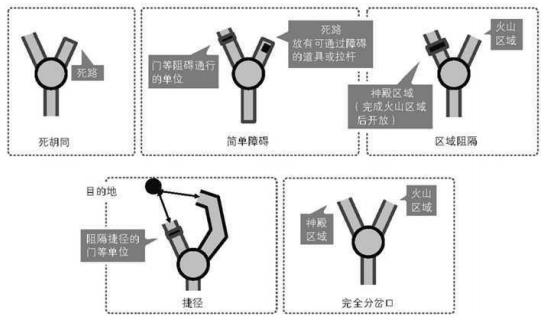 死路
死胡同
门等阻碍通行
的单位
死路
放有可通过障碍
的道具或拉杆
简单障碍
火山
区域
神殿区域
(完成火山区域
后开放)
区域阻隔
目的地
阻隔捷径的
门等单位
捷径
神殿
区域
火山
区域
完全分岔口